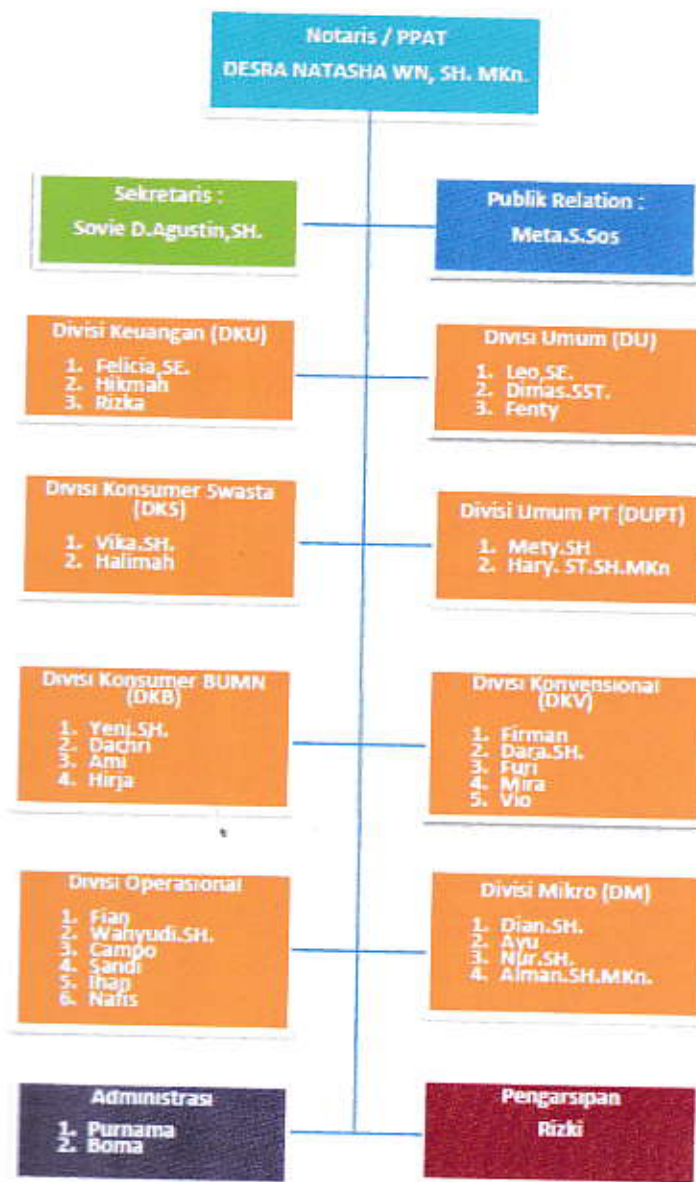 Notaris / PPAT
DESRA NATASHA WN, SH. MKn.
Sekretaris :
Sovie D.Agustin,SH.
Publik Relation :
Meta.S.Sos
Divisi Keuangan (DKU)
1. Felicia,SE.
2. Hikmah
3. Rizka
Divisi Umum (DU)
1. Leo,SE.
2. Dimas.SST.
3. Fenty
Divisi Konsumer Swasta
(DKS)
1. Vika.SH.
2. Halimah
Divisi Umum PT (DUPT)
1. Mety.SH
2. Hary. ST.SH.MKn
Divisi Konsumer BUMN
(DKB)
1. Yeni.SH.
2. Dachri
3. Ami
4. Hirja
Divisi Konvensional
(DKV)
1. Firman
2. Dara.SH.
3. Furi
4. Mira
5. Vio
Divisi Operasional
1. Fian
2. Wahyudi.SH.
3. Campo
4. Sandi
5. Ihap
6. Nafis
Divisi Mikro (DM)
1. Dian.SH.
2. Ayu
3. Nur.SH.
4. Alman.SH.MKn.
Administrasi
1. Purnama
2. Boma
Pengarsipan
Rizki